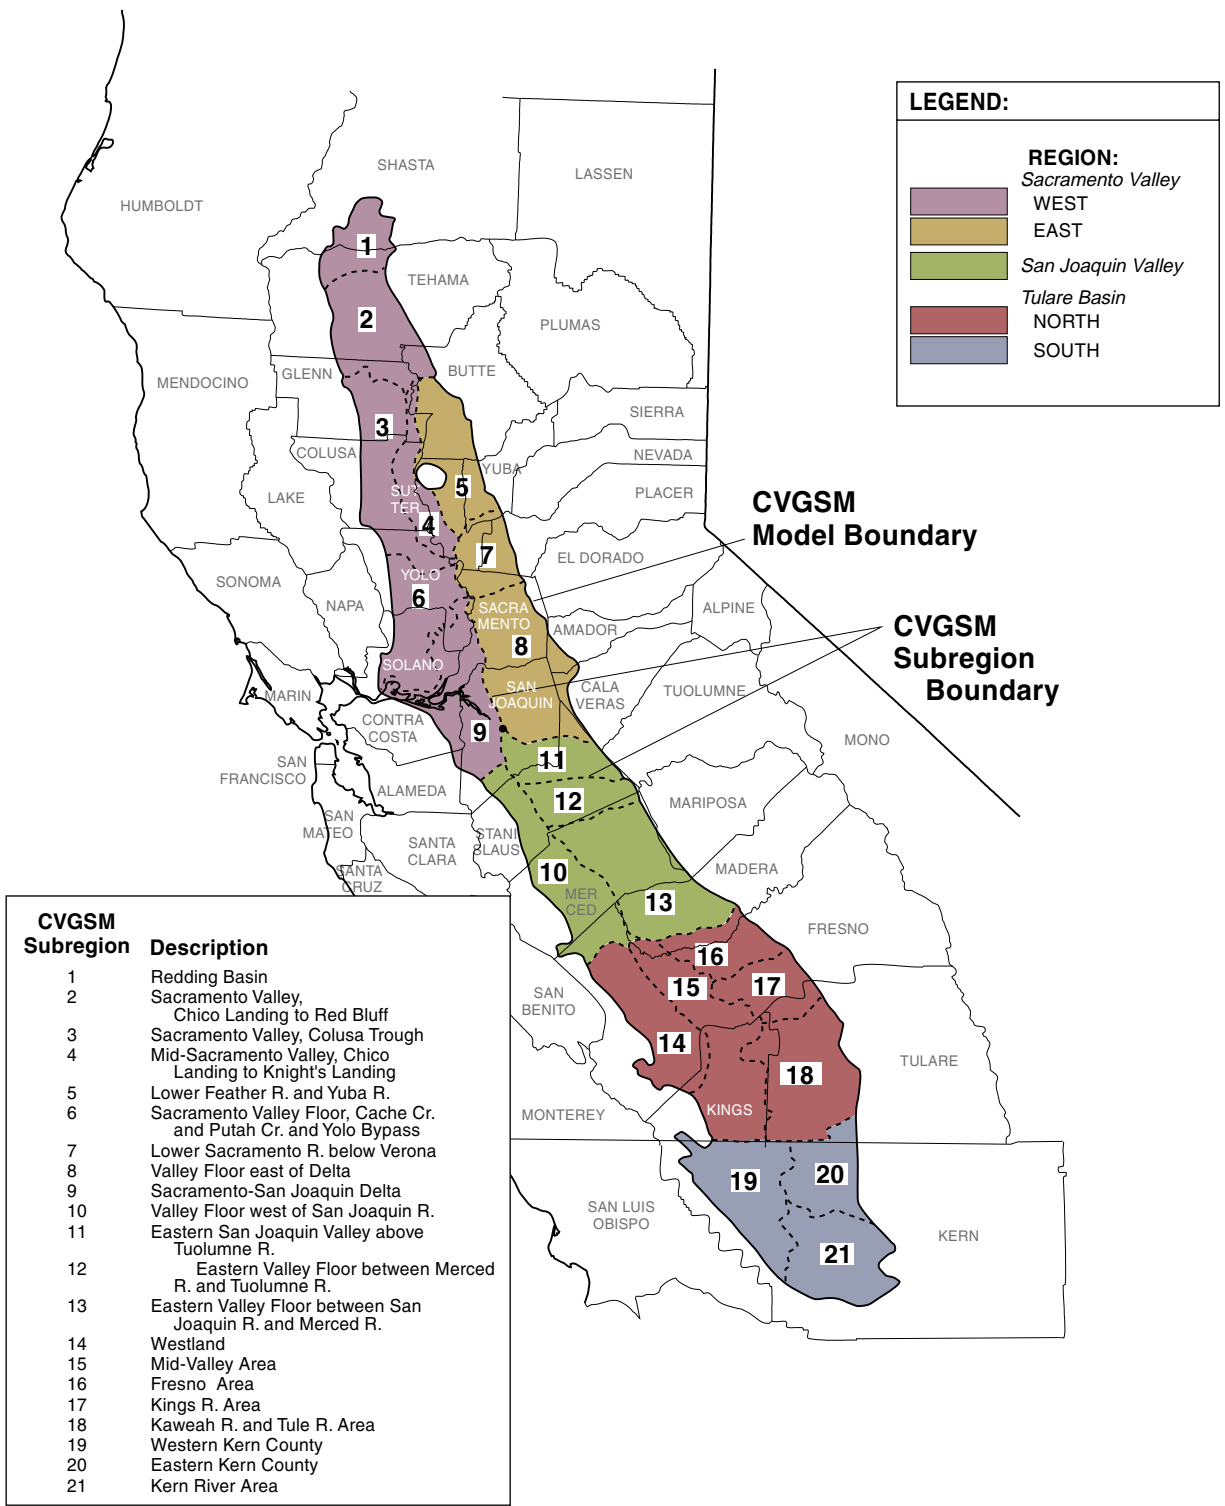 SHASTA
LASSEN
HUMBOLDT
1
TEHAMA
2
PLUMAS
MENDOCINO
GLENN
BUTTE
3
SIERRA
COLUSA
NEVADA
YUBA
LAKE
5
PLACER
SUT
TER
4
7
EL DORADO
SONOMA
YOLO
6
NAPA
SACRA
MENTO
ALPINE
AMADOR
8
SOLANO
MARIN
SAN
JOAQUIN
CALA
VERAS
TUOLUMNE
CONTRA
COSTA
9
MONO
SAN
FRANCISCO
11
ALAMEDA
12
MARIPOSA
SAN
MATEO
STANI
SLAUS
SANTA
CLARA
10
MADERA
SANTA
CRUZ
MER
CED
13
FRESNO
16
15
17
SAN
BENITO
14
TULARE
18
MONTEREY
KINGS
19
20
SAN LUIS
OBISPO
KERN
21
CVGSM
Model Boundary
CVGSM
Subregion
Boundary
LEGEND:
REGION:
Sacramento Valley
WEST
EAST
San Joaquin Valley
Tulare Basin
NORTH
SOUTH
CVGSM
Subregion Description
1 Redding Basin
2 Sacramento Valley,
Chico Landing to Red Bluff
3 Sacramento Valley, Colusa Trough
4 Mid-Sacramento Valley, Chico
Landing to Knight's Landing
5 Lower Feather R. and Yuba R.
6 Sacramento Valley Floor, Cache Cr.
and Putah Cr. and Yolo Bypass
7 Lower Sacramento R. below Verona
8 Valley Floor east of Delta
9 Sacramento-San Joaquin Delta
10 Valley Floor west of San Joaquin R.
11 Eastern San Joaquin Valley above
Tuolumne R.
12 Eastern Valley Floor between Merced
R. and Tuolumne R.
13 Eastern Valley Floor between San
Joaquin R. and Merced R.
14 Westland
15 Mid-Valley Area
16 Fresno Area
17 Kings R. Area
18 Kaweah R. and Tule R. Area
19 Western Kern County
20 Eastern Kern County
21 Kern River Area